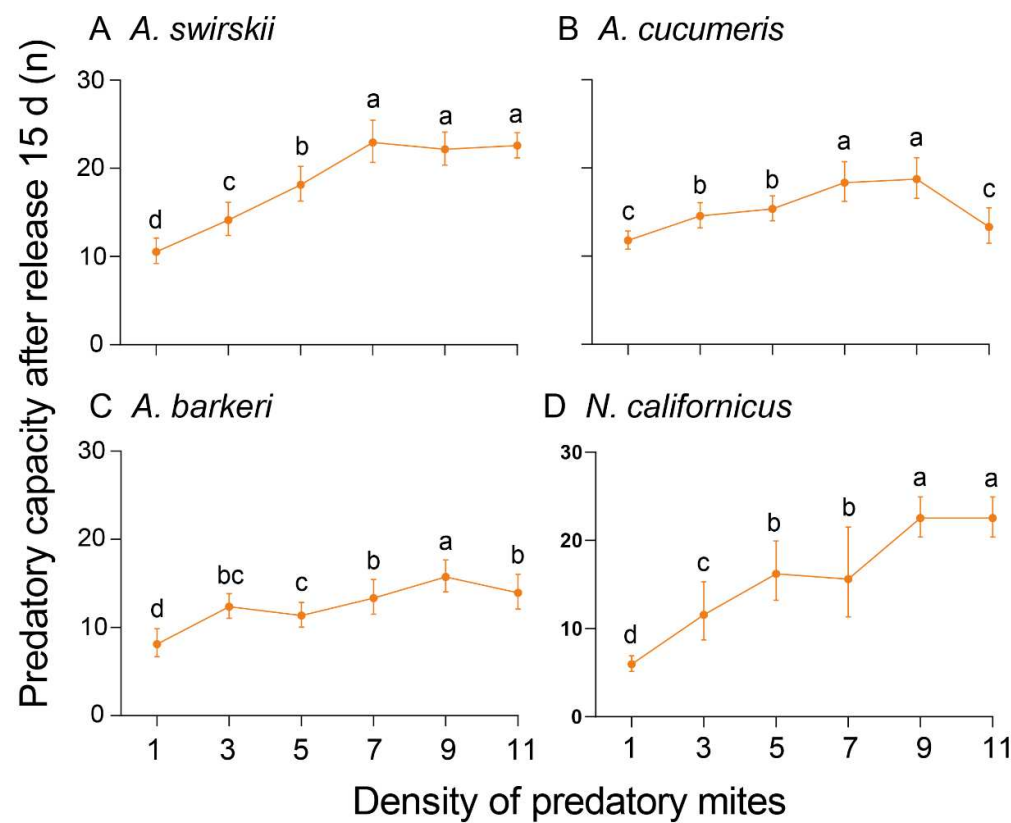 Predatory capacity after release 15 d (n)
A A. swirskii
30
20
10
0
d
c
b
a
a
a
B A. cucumeris
c
b
b
a
a
c
C A. barkeri
30
20
10
0
d
bc
c
b
a
b
1 3 5 7 9 11
D N. californicus
30
20
10
0
d
c
b
b
a
a
1 3 5 7 9 11
Density of predatory mites